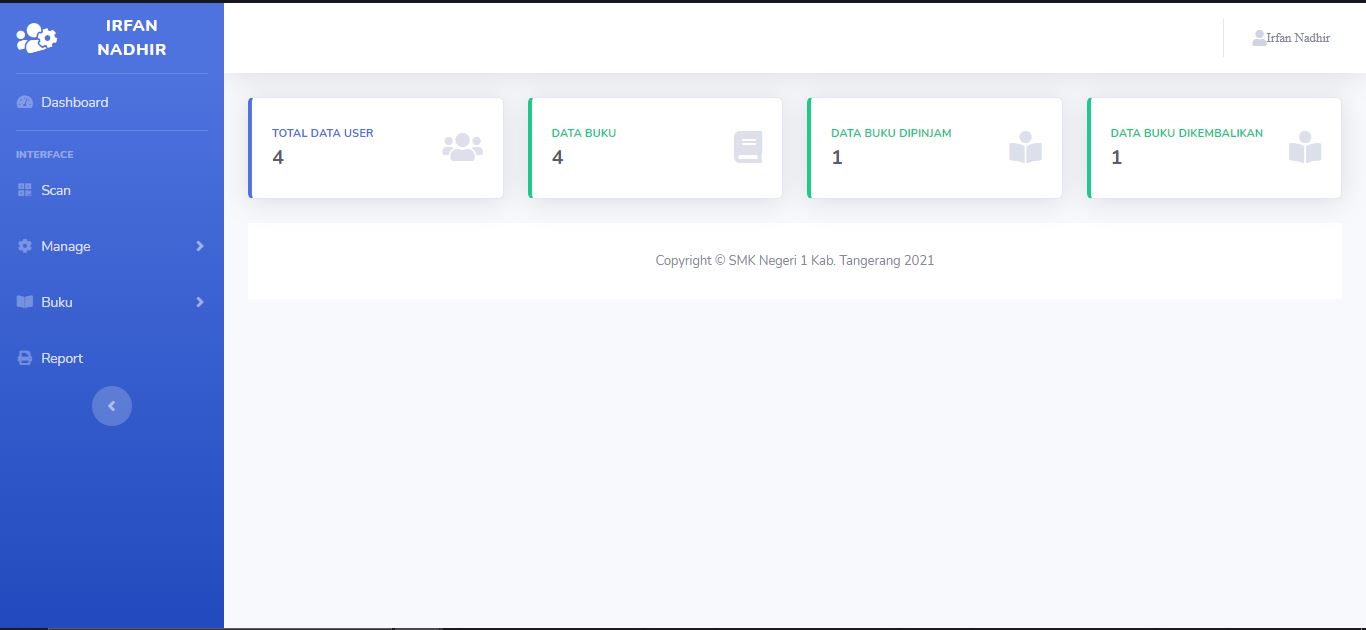 IRFAN
NADHIR
Dashboard
INTERFACE
Scan
Manage
Buku
Report
Irfan Nadhir
TOTAL DATA USER
4
DATA BUKU
4
DATA BUKU DIPINJAM
1
DATA BUKU DIKEMBALIKAN
1
Copyright © SMK Negeri 1 Kab. Tangerang 2021